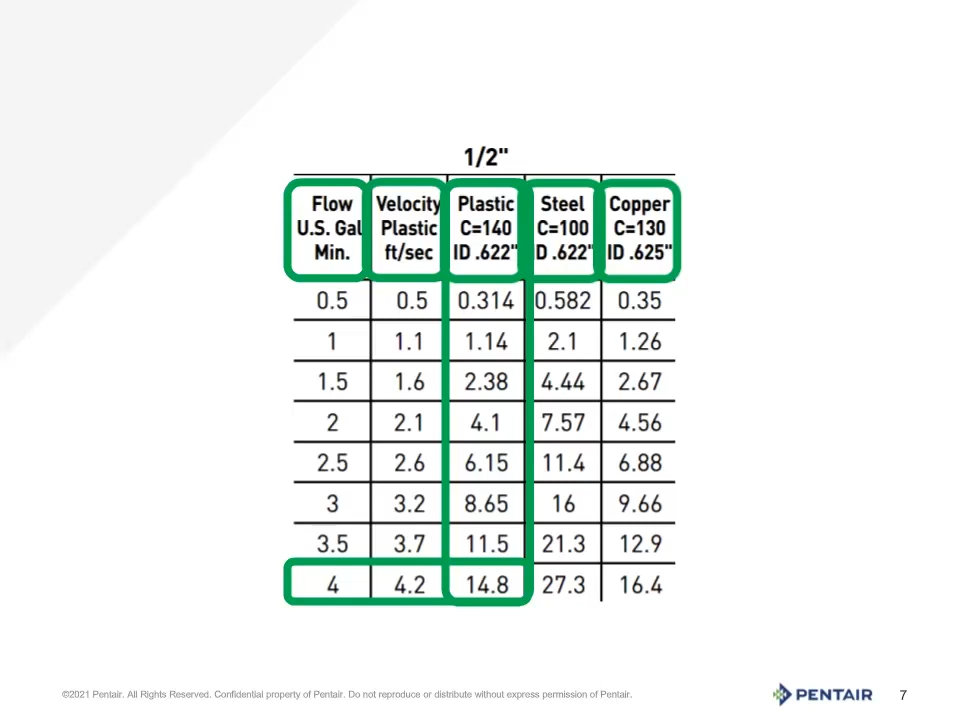 1/2"
Flow U.S. Gal Min. Velocity Plastic ft/sec Plastic C=140 ID .622" Steel C=100 ID .622" Copper C=130 ID .625"
0.5 0.5 0.314 0.582 0.35
1 1.1 1.14 2.1 1.26
1.5 1.6 2.38 4.44 2.67
2 2.1 4.1 7.57 4.56
2.5 2.6 6.15 11.4 6.88
3 3.2 8.65 16 9.66
3.5 3.7 11.5 21.3 12.9
4 4.2 14.8 27.3 16.4
©2021 Pentair. All Rights Reserved. Confidential property of Pentair. Do not reproduce or distribute without express permission of Pentair.
PENTAIR 7